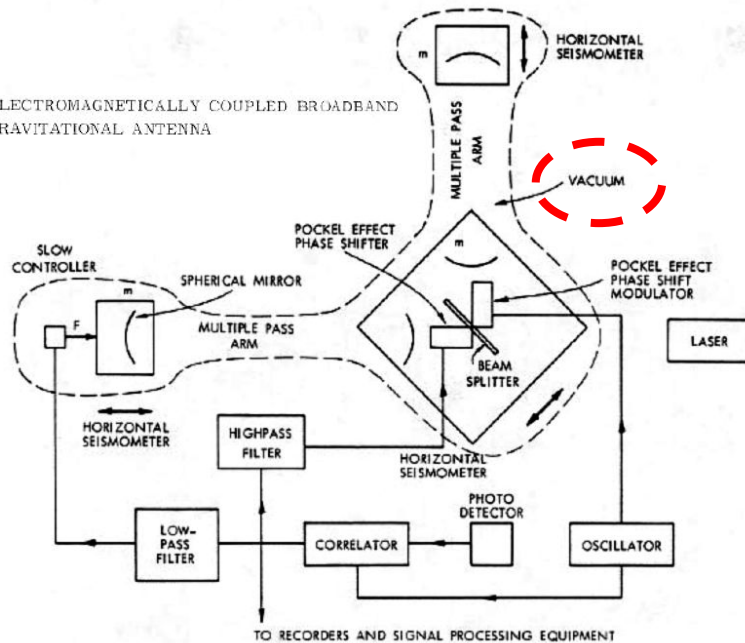 LECTROMAGNETICALLY COUPLED BROADBAND
RAVITATIONAL ANTENNA
m
HORIZONTAL
SEISMOMETER
MULTIPLE PASS
ARM
VACUUM
POCKEL EFFECT
PHASE SHIFTER
m
POCKEL EFFECT
PHASE SHIFT
MODULATOR
SLOW
CONTROLLER
m
SPHERICAL MIRROR
F
MULTIPLE PASS
ARM
LASER
BEAM
SPLITTER
HORIZONTAL
SEISMOMETER
HIGHPASS
FILTER
HORIZONTAL
SEISMOMETER
PHOTO
DETECTOR
LOW-
PASS
FILTER
CORRELATOR
OSCILLATOR
TO RECORDERS AND SIGNAL PROCESSING EQUIPMENT